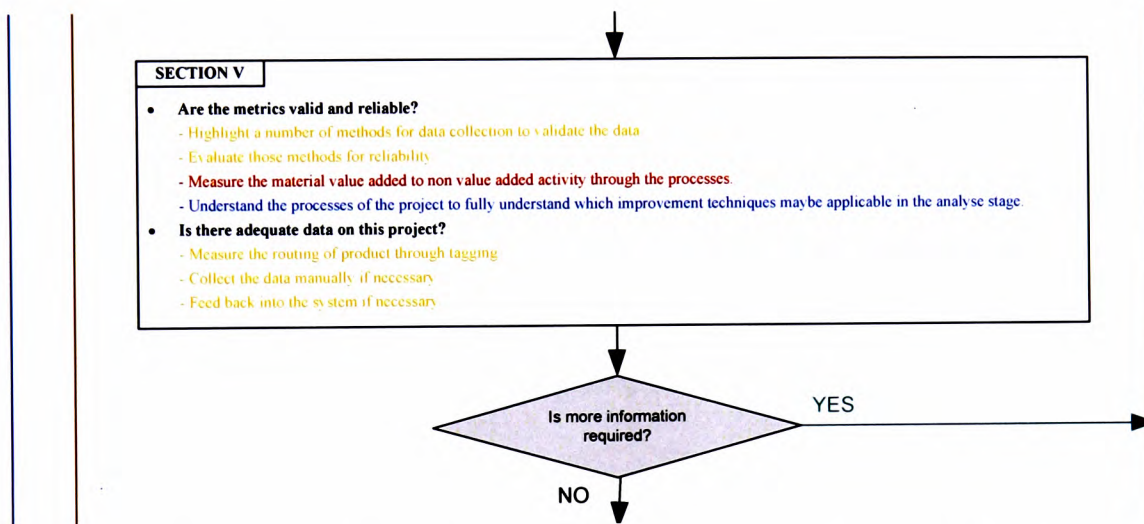 SECTION V
• Are the metrics valid and reliable?
- Highlight a number of methods for data collection to validate the data
- Evaluate those methods for reliability
- Measure the material value added to non value added activity through the processes.
- Understand the processes of the project to fully understand which improvement techniques maybe applicable in the analyse stage.
• Is there adequate data on this project?
- Measure the routing of product through tagging
- Collect the data manually if necessary
- Feed back into the system if necessary
Is more information
required?
YES
NO